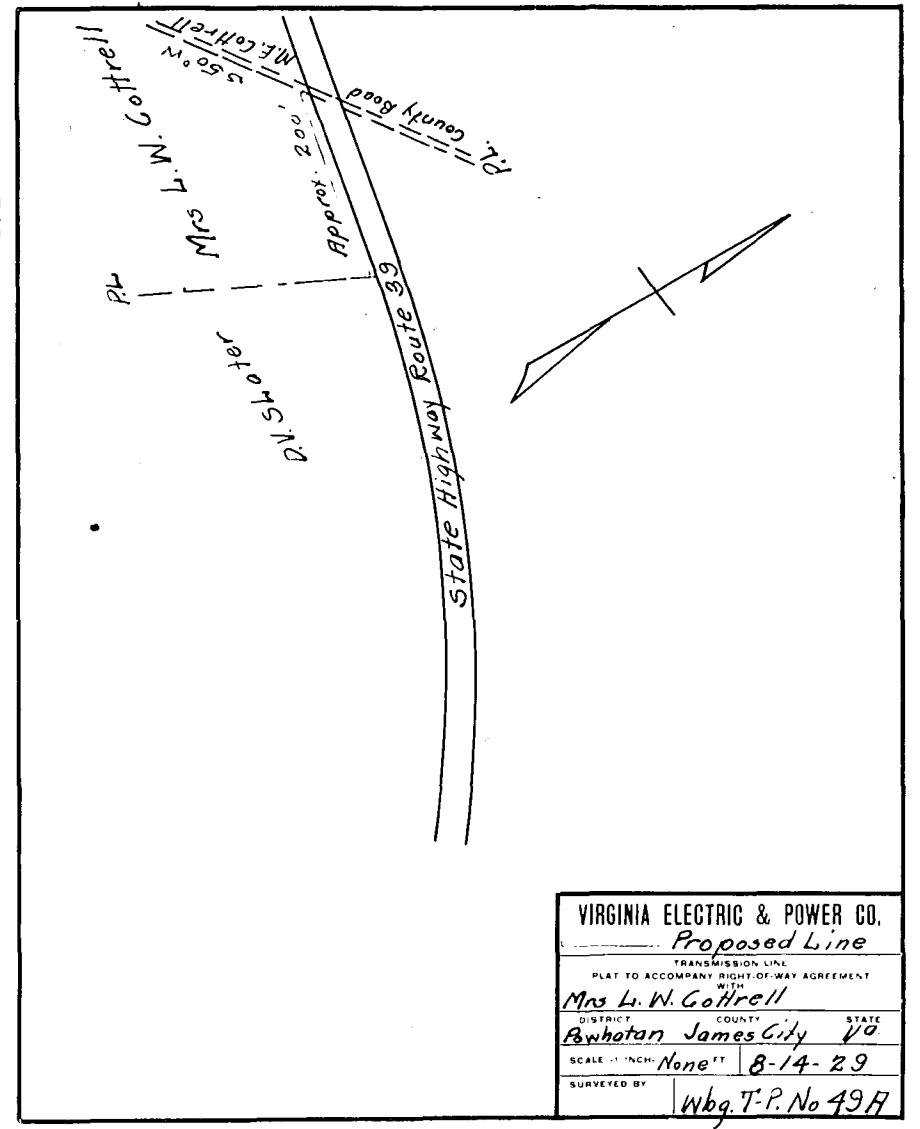 M.E. Cottrell
S 50° W
P.L. County Road
Mrs L. W. Cottrell
Approx. 200'
P.L.
D.V. Slater
State Highway Route 39
VIRGINIA ELECTRIC & POWER CO.
Proposed Line
TRANSMISSION LINE
PLAT TO ACCOMPANY RIGHT-OF-WAY AGREEMENT
WITH
Mrs L. W. Cottrell
DISTRICT COUNTY STATE
Powhatan James City Va
SCALE -1 INCH- None FT 8-14-29
SURVEYED BY
Wbg. T-P. No 49A